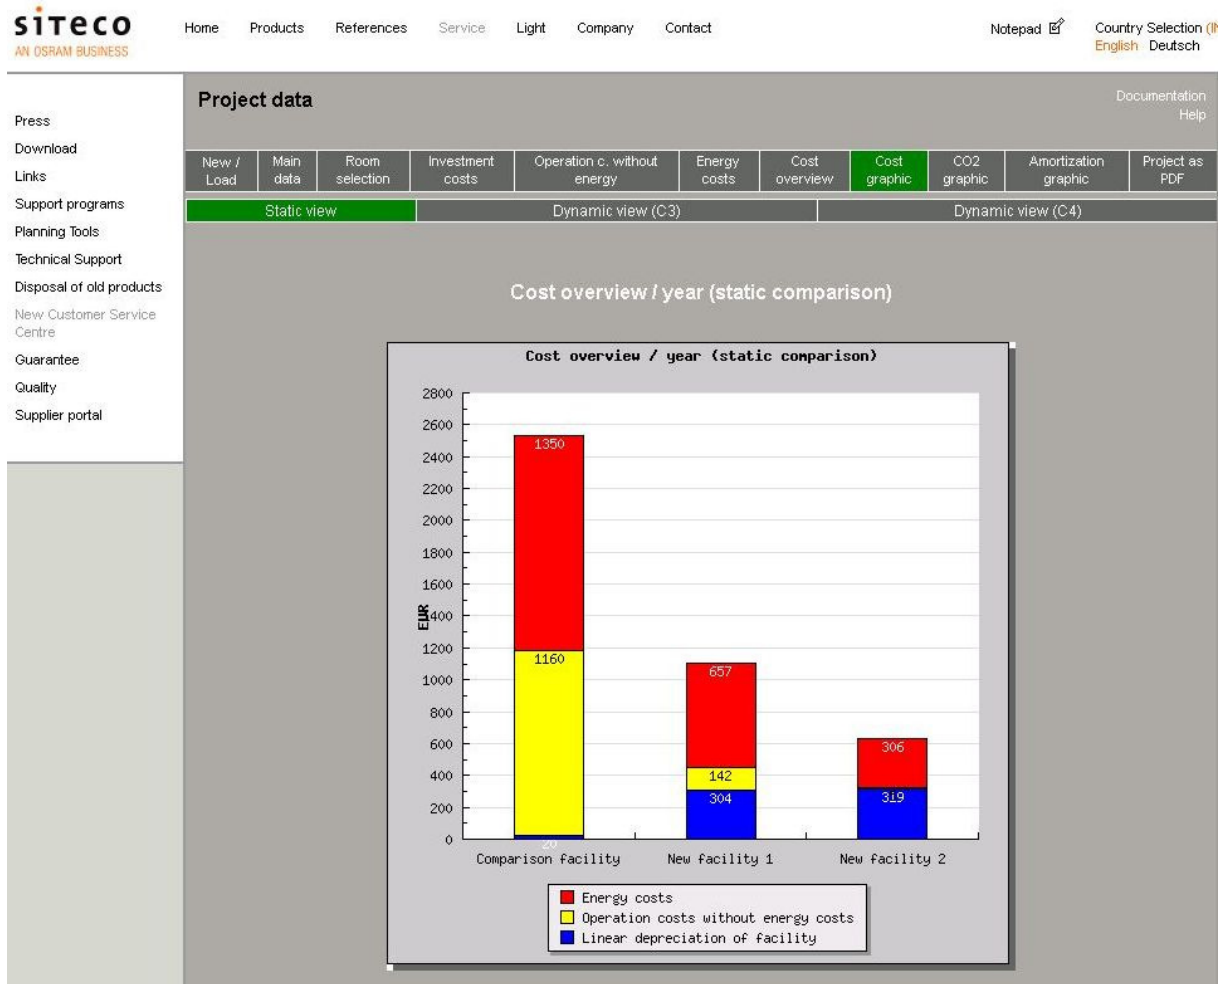 siteco
AN OSRAM BUSINESS
Home Products References Service Light Company Contact
Notepad
Country Selection
English Deutsch
Press
Download
Links
Support programs
Planning Tools
Technical Support
Disposal of old products
New Customer Service
Centre
Guarantee
Quality
Supplier portal
Project data
Documentation
Help
New /
Load
Main
data
Room
selection
Investment
costs
Operation c. without
energy
Energy
costs
Cost
overview
Cost
graphic
CO2
graphic
Amortization
graphic
Project as
PDF
Static view
Dynamic view (C3)
Dynamic view (C4)
Cost overview / year (static comparison)
Cost overview / year (static comparison)
2800
2600
2400
2200
2000
1800
1600
1400
1200
1000
800
600
400
200
0
EUR
1350
1160
20
657
142
304
306
319
Comparison facility
New facility 1
New facility 2
Energy costs
Operation costs without energy costs
Linear depreciation of facility